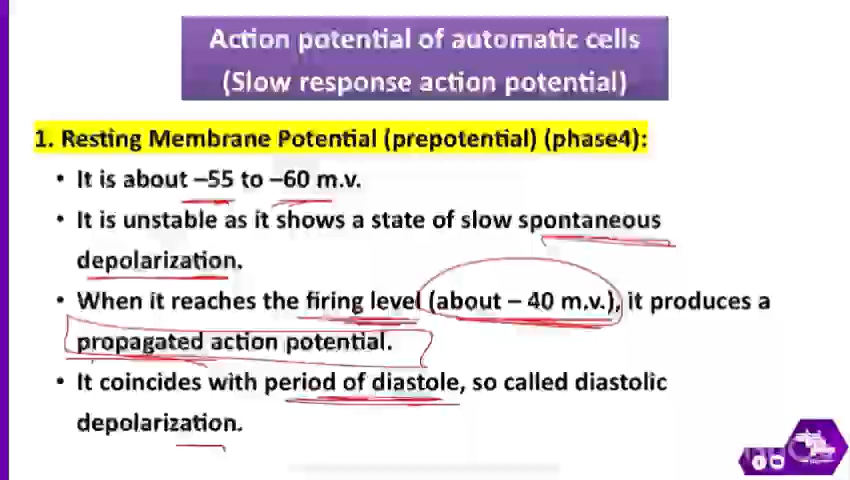 Action potential of automatic cells
(Slow response action potential)
1. Resting Membrane Potential (prepotential) (phase4):
• It is about –55 to –60 m.v.
• It is unstable as it shows a state of slow spontaneous
depolarization.
• When it reaches the firing level (about – 40 m.v.), it produces a
propagated action potential.
• It coincides with period of diastole, so called diastolic
depolarization.